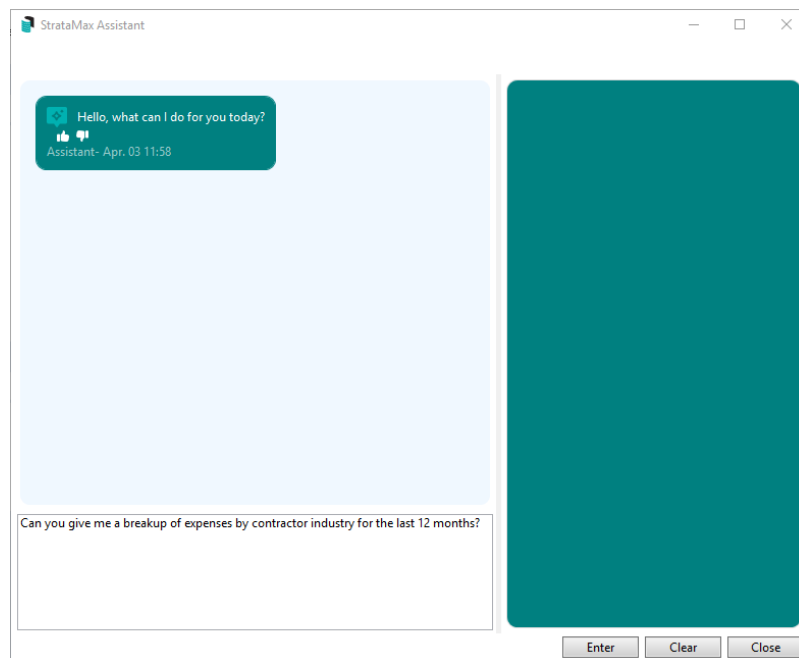 StrataMax Assistant
Hello, what can I do for you today?
Assistant- Apr. 03 11:58
Can you give me a breakup of expenses by contractor industry for the last 12 months?
Enter
Clear
Close